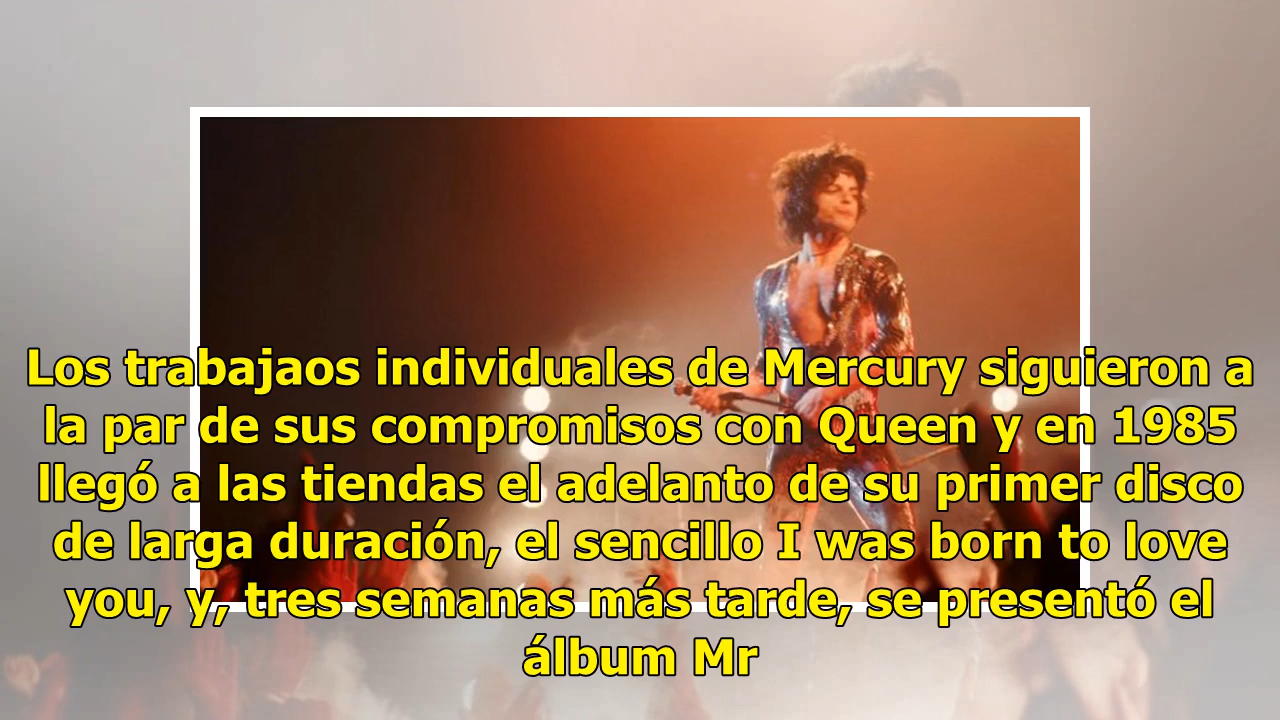 Los trabajaos individuales de Mercury siguieron a
la par de sus compromisos con Queen y en 1985
llegó a las tiendas el adelanto de su primer disco
de larga duración, el sencillo I was born to love
you, y, tres semanas más tarde, se presentó el
álbum Mr